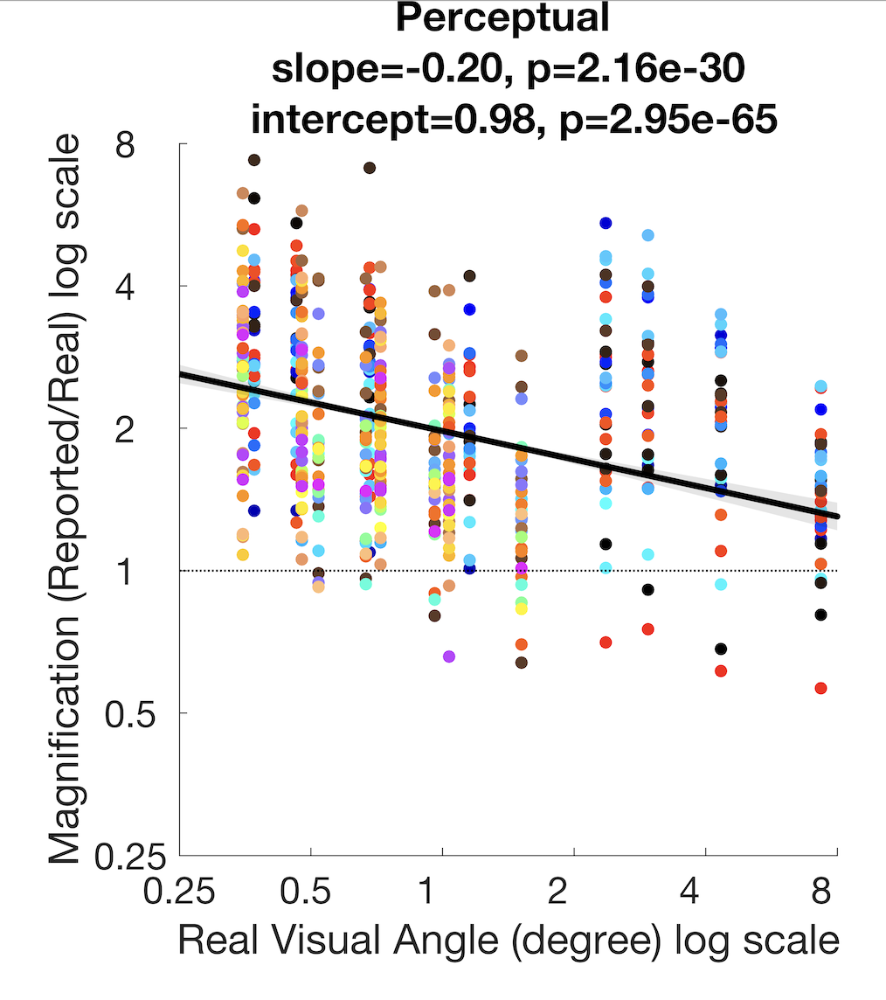 Perceptual
slope=-0.20, p=2.16e-30
intercept=0.98, p=2.95e-65
Magnification (Reported/Real) log scale
8
4
2
1
0.5
0.25
0.25 0.5 1 2 4 8
Real Visual Angle (degree) log scale